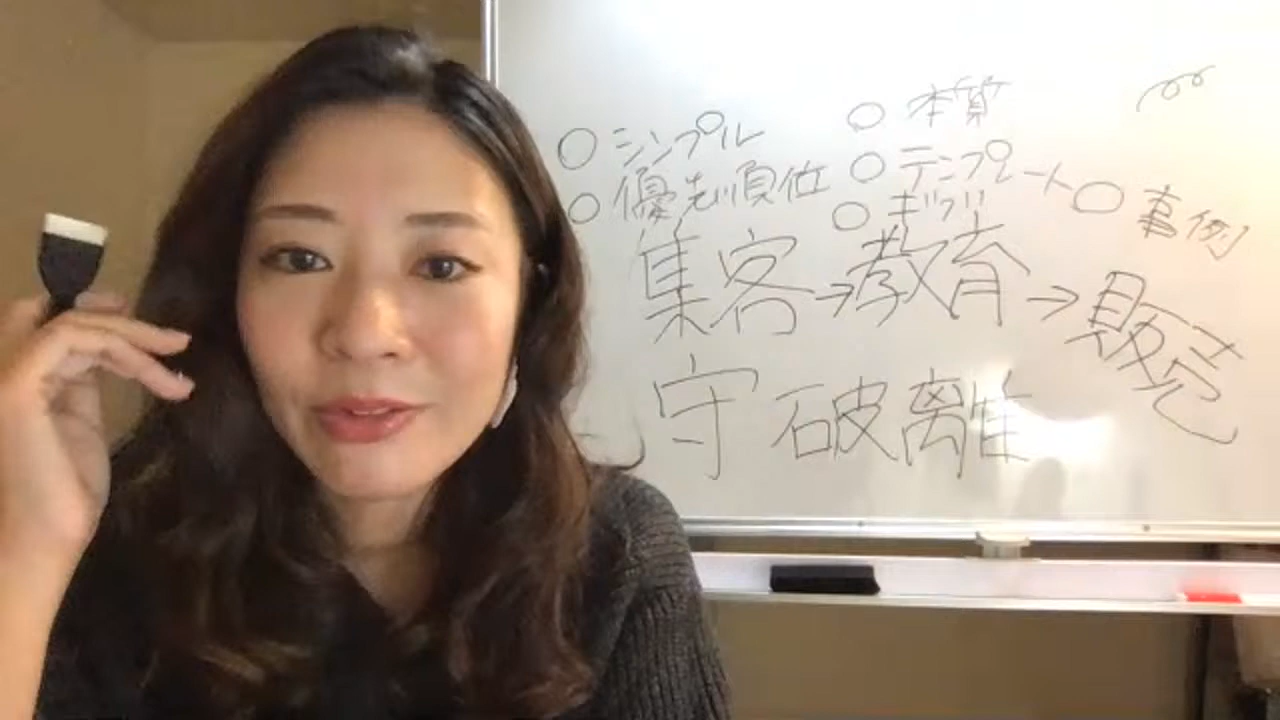 ○ シンプル
○ 優先順位
○ 本質
○ テンプレート
○ ギブ!!
○ 事例
集客→教育→販売
守破離